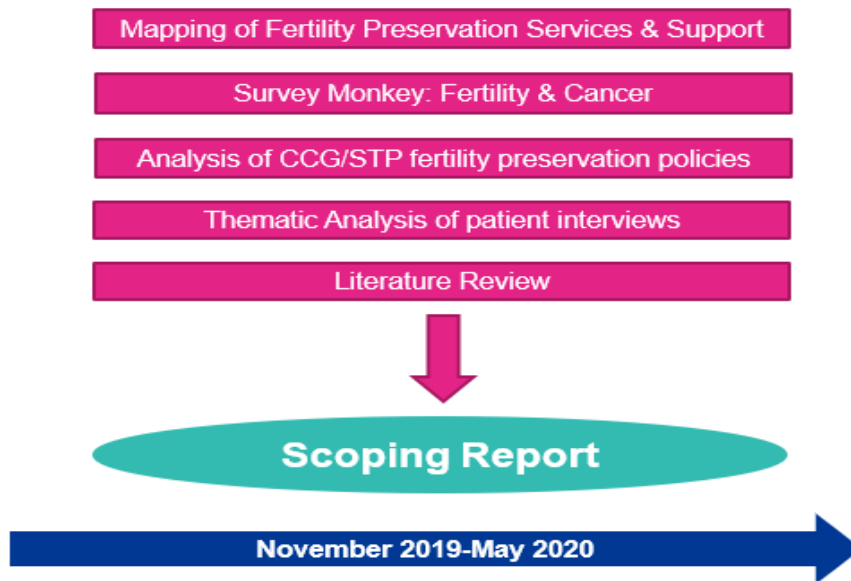 Mapping of Fertility Preservation Services & Support
Survey Monkey: Fertility & Cancer
Analysis of CCG/STP fertility preservation policies
Thematic Analysis of patient interviews
Literature Review
Scoping Report
November 2019-May 2020